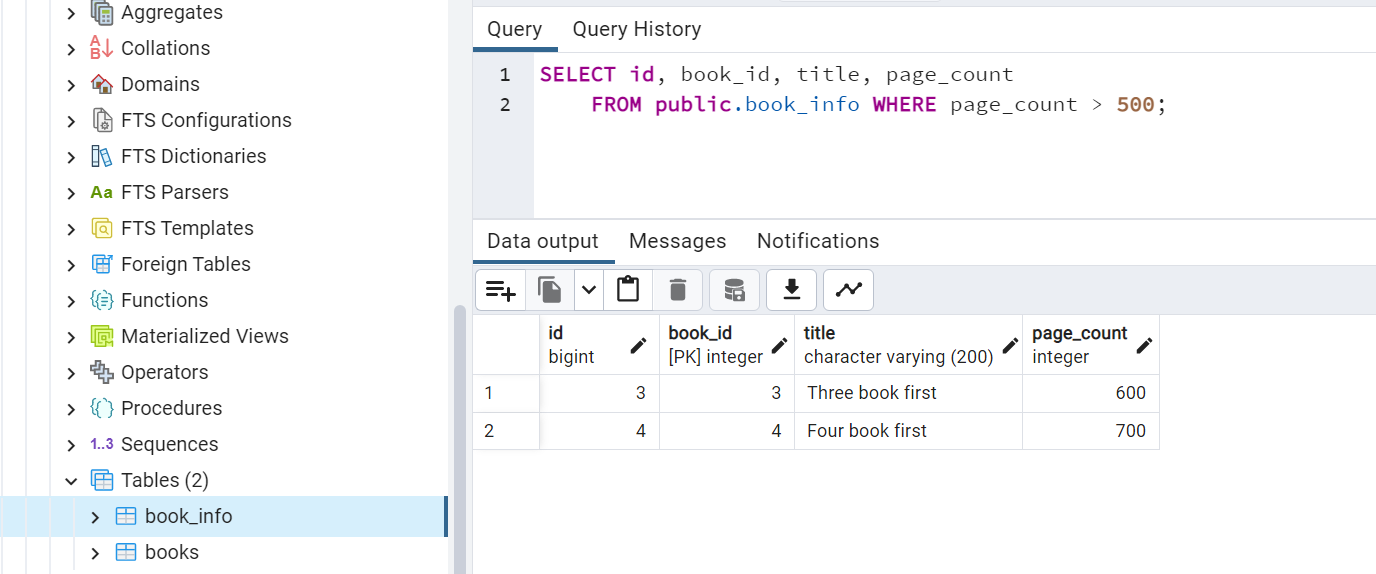 Aggregates
Collations
Domains
FTS Configurations
FTS Dictionaries
Aa FTS Parsers
FTS Templates
Foreign Tables
Functions
Materialized Views
Operators
Procedures
1..3 Sequences
Tables (2)
book_info
books
Query Query History
1 SELECT id, book_id, title, page_count
2 FROM public.book_info WHERE page_count > 500;
Data output Messages Notifications
id book_id title page_count
bigint [PK] integer character varying (200) integer
1 3 3 Three book first 600
2 4 4 Four book first 700